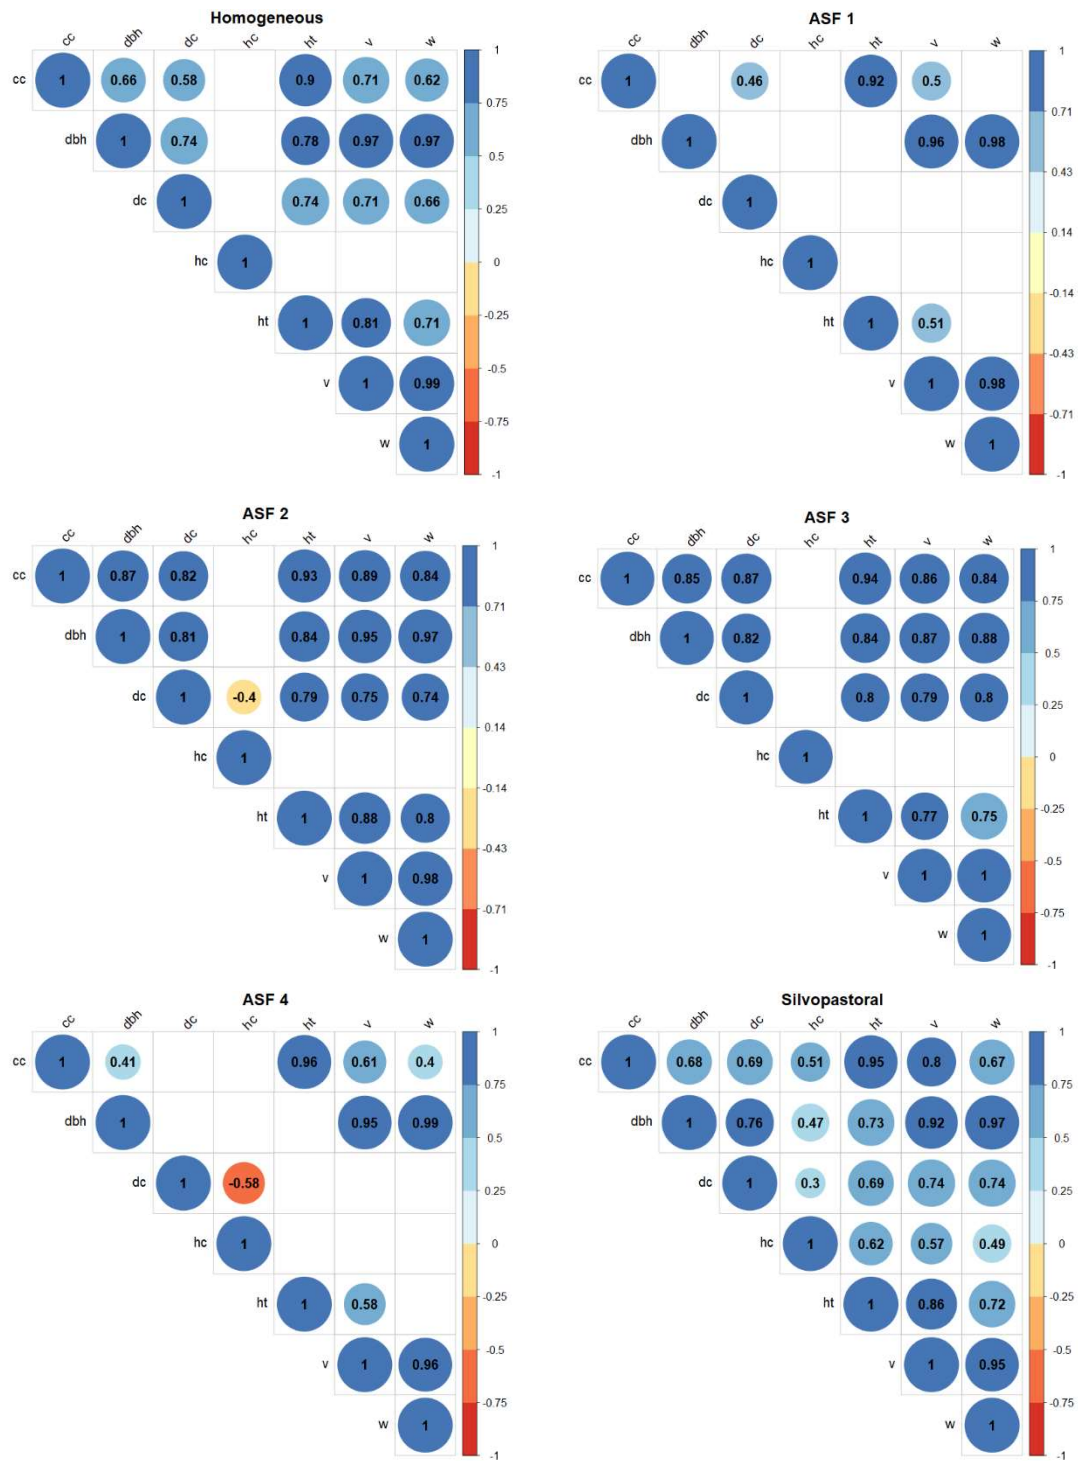 Homogeneous
cc dbh dc hc ht v w
cc 1 0.66 0.58 0.9 0.71 0.62
dbh 1 0.74 0.78 0.97 0.97
dc 1 0.74 0.71 0.66
hc 1
ht 1 0.81 0.71
v 1 0.99
w 1
1
0.75
0.5
0.25
0
-0.25
-0.5
-0.75
-1
ASF 1
cc dbh dc hc ht v w
cc 1 0.46 0.92 0.5
dbh 1 0.96 0.98
dc 1
hc 1
ht 1 0.51
v 1 0.98
w 1
1
0.71
0.43
0.14
-0.14
-0.43
-0.71
-1
ASF 2
cc dbh dc hc ht v w
cc 1 0.87 0.82 0.93 0.89 0.84
dbh 1 0.81 0.84 0.95 0.97
dc 1 -0.4 0.79 0.75 0.74
hc 1
ht 1 0.88 0.8
v 1 0.98
w 1
1
0.71
0.43
0.14
-0.14
-0.43
-0.71
-1
ASF 3
cc dbh dc hc ht v w
cc 1 0.85 0.87 0.94 0.86 0.84
dbh 1 0.82 0.84 0.87 0.88
dc 1 0.8 0.79 0.8
hc 1
ht 1 0.77 0.75
v 1 1
w 1
1
0.75
0.5
0.25
0
-0.25
-0.5
-0.75
-1
ASF 4
cc dbh dc hc ht v w
cc 1 0.41 0.96 0.61 0.4
dbh 1 0.95 0.99
dc 1 -0.58
hc 1
ht 1 0.58
v 1 0.96
w 1
1
0.75
0.5
0.25
0
-0.25
-0.5
-0.75
-1
Silvopastoral
cc dbh dc hc ht v w
cc 1 0.68 0.69 0.51 0.95 0.8 0.67
dbh 1 0.76 0.47 0.73 0.92 0.97
dc 1 0.3 0.69 0.74 0.74
hc 1 0.62 0.57 0.49
ht 1 0.86 0.72
v 1 0.95
w 1
1
0.75
0.5
0.25
0
-0.25
-0.5
-0.75
-1